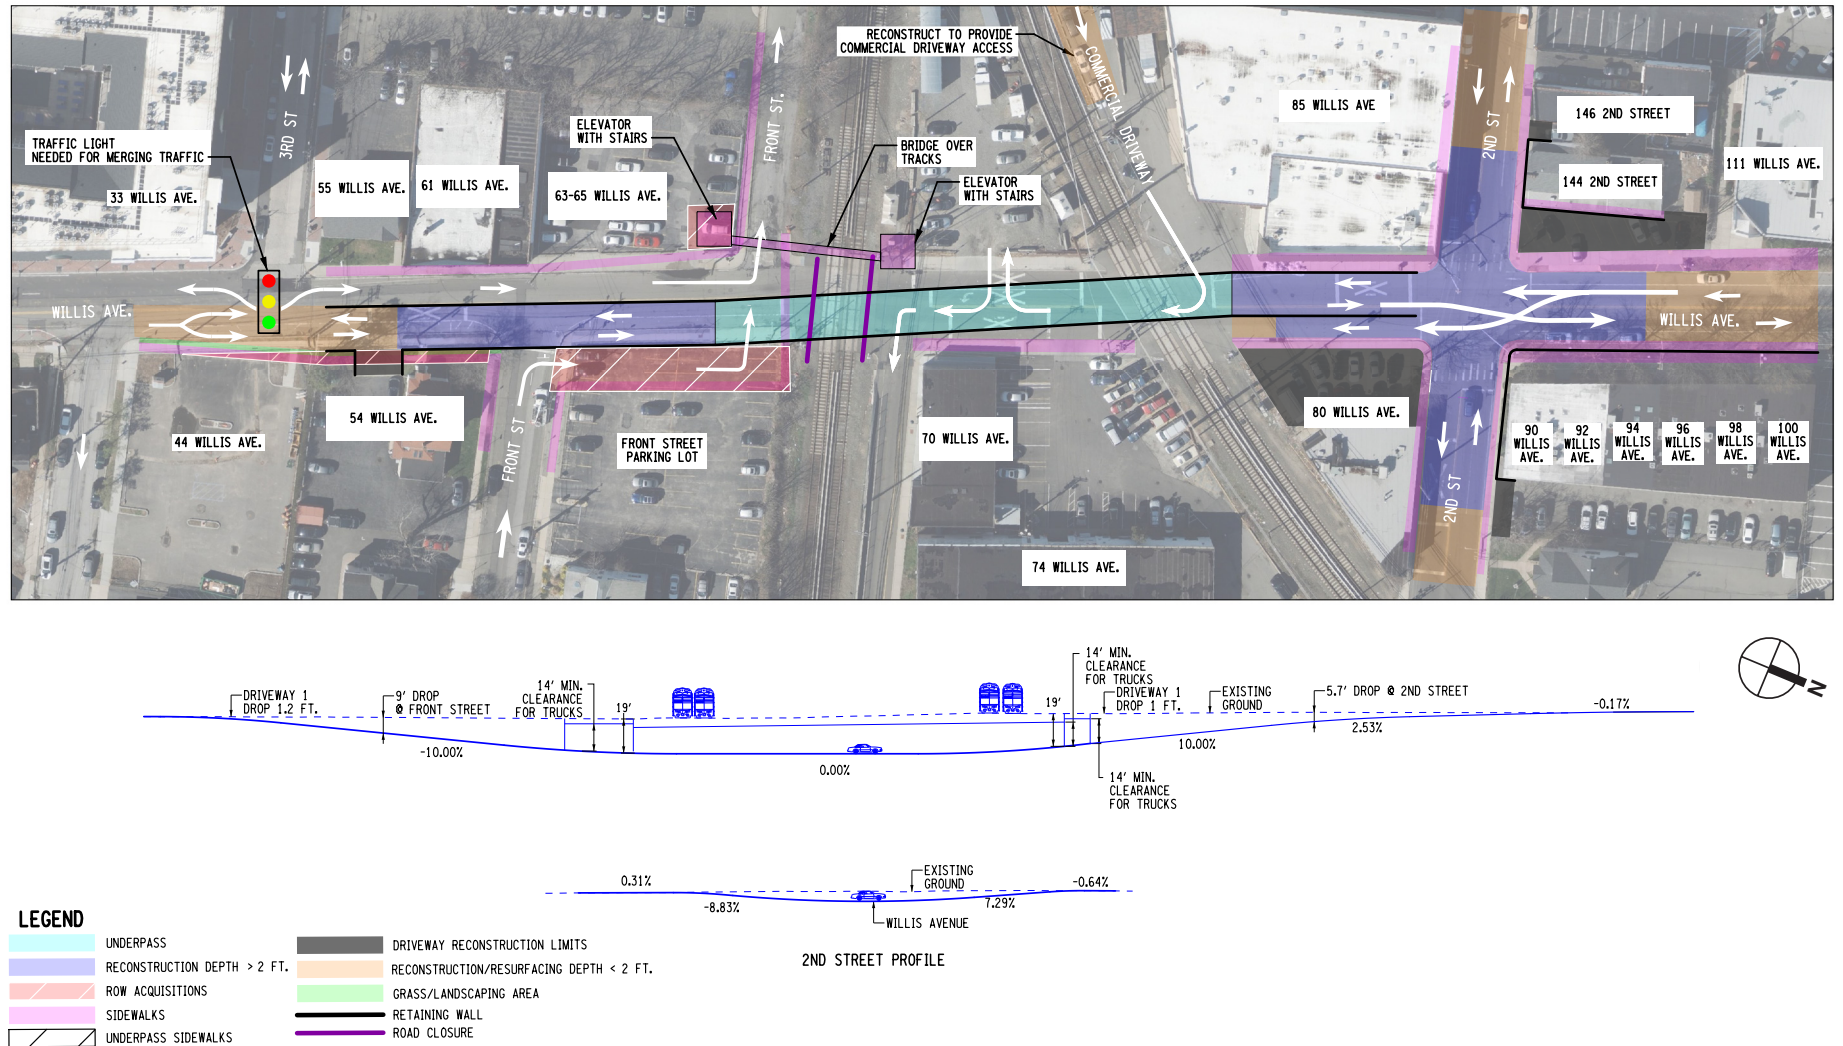 RECONSTRUCT TO PROVIDE
COMMERCIAL DRIVEWAY ACCESS
COMMERCIAL DRIVEWAY
TRAFFIC LIGHT
NEEDED FOR MERGING TRAFFIC
33 WILLIS AVE.
3RD ST
55 WILLIS AVE.
61 WILLIS AVE.
ELEVATOR
WITH STAIRS
63-65 WILLIS AVE.
FRONT ST.
BRIDGE OVER
TRACKS
ELEVATOR
WITH STAIRS
85 WILLIS AVE
2ND ST
146 2ND STREET
144 2ND STREET
111 WILLIS AVE.
WILLIS AVE.
WILLIS AVE.
44 WILLIS AVE.
54 WILLIS AVE.
FRONT ST
FRONT STREET
PARKING LOT
70 WILLIS AVE.
74 WILLIS AVE.
80 WILLIS AVE.
2ND ST
90
WILLIS
AVE.
92
WILLIS
AVE.
94
WILLIS
AVE.
96
WILLIS
AVE.
98
WILLIS
AVE.
100
WILLIS
AVE.
N
DRIVEWAY 1
DROP 1.2 FT.
9' DROP
@ FRONT STREET
-10.00%
14' MIN.
CLEARANCE
FOR TRUCKS
19'
0.00%
19'
14' MIN.
CLEARANCE
FOR TRUCKS
DRIVEWAY 1
DROP 1 FT.
14' MIN.
CLEARANCE
FOR TRUCKS
EXISTING
GROUND
10.00%
5.7' DROP @ 2ND STREET
2.53%
-0.17%
0.31%
-8.83%
EXISTING
GROUND
WILLIS AVENUE
7.29%
-0.64%
2ND STREET PROFILE
LEGEND
UNDERPASS
RECONSTRUCTION DEPTH > 2 FT.
ROW ACQUISITIONS
SIDEWALKS
UNDERPASS SIDEWALKS
DRIVEWAY RECONSTRUCTION LIMITS
RECONSTRUCTION/RESURFACING DEPTH < 2 FT.
GRASS/LANDSCAPING AREA
RETAINING WALL
ROAD CLOSURE